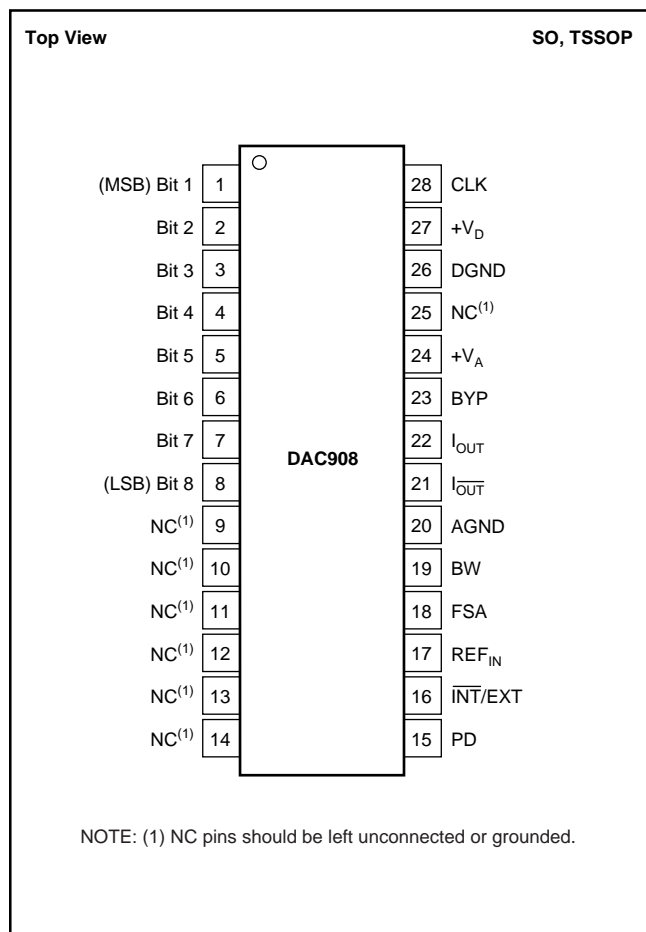 Top View SO, TSSOP
(MSB) Bit 1 1 28 CLK
Bit 2 2 27 +V_D
Bit 3 3 26 DGND
Bit 4 4 25 NC(1)
Bit 5 5 24 +V_A
Bit 6 6 23 BYP
Bit 7 7 22 I_OUT
DAC908
(LSB) Bit 8 8 21 I_O̅U̅T̅
NC(1) 9 20 AGND
NC(1) 10 19 BW
NC(1) 11 18 FSA
NC(1) 12 17 REF_IN
NC(1) 13 16 I̅N̅T̅/EXT
NC(1) 14 15 PD
NOTE: (1) NC pins should be left unconnected or grounded.